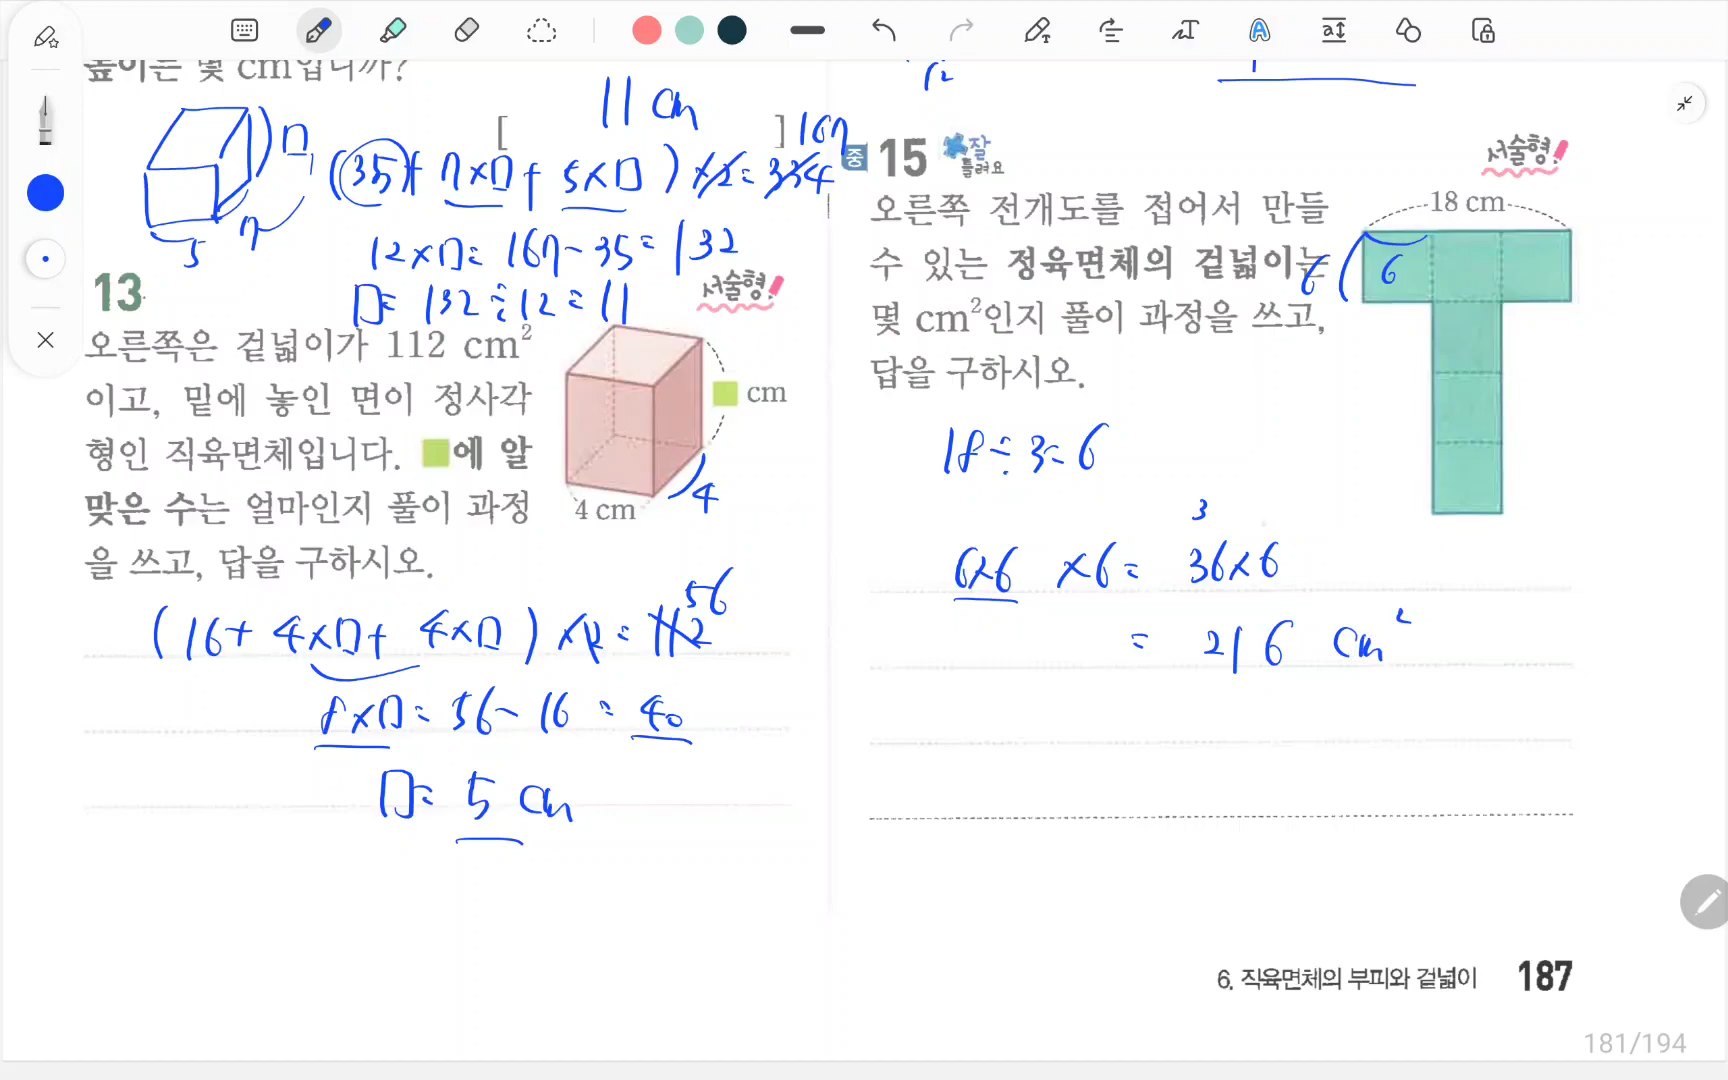 높이는 몇 cm입니까?
[ 11 cm ]
5 7 □
(35 + 7×□ + 5×□) ×2 = 334 167
12×□ = 167 - 35 = 132
□ = 132 ÷ 12 = 11
13
서술형!
오른쪽은 겉넓이가 112 cm²
이고, 밑에 놓인 면이 정사각
형인 직육면체입니다. ■에 알
맞은 수는 얼마인지 풀이 과정
을 쓰고, 답을 구하시오.
■ cm
4 cm
4
(16 + 4×□ + 4×□) ×2 = 112 56
8×□ = 56 - 16 = 40
□ = 5 cm
중 15 잘 틀려요
서술형!
오른쪽 전개도를 접어서 만들
수 있는 정육면체의 겉넓이는
몇 cm²인지 풀이 과정을 쓰고,
답을 구하시오.
18 cm
6 6
18 ÷ 3 = 6
3
6×6 ×6 = 36×6
= 216 cm²
6. 직육면체의 부피와 겉넓이 187
181/194